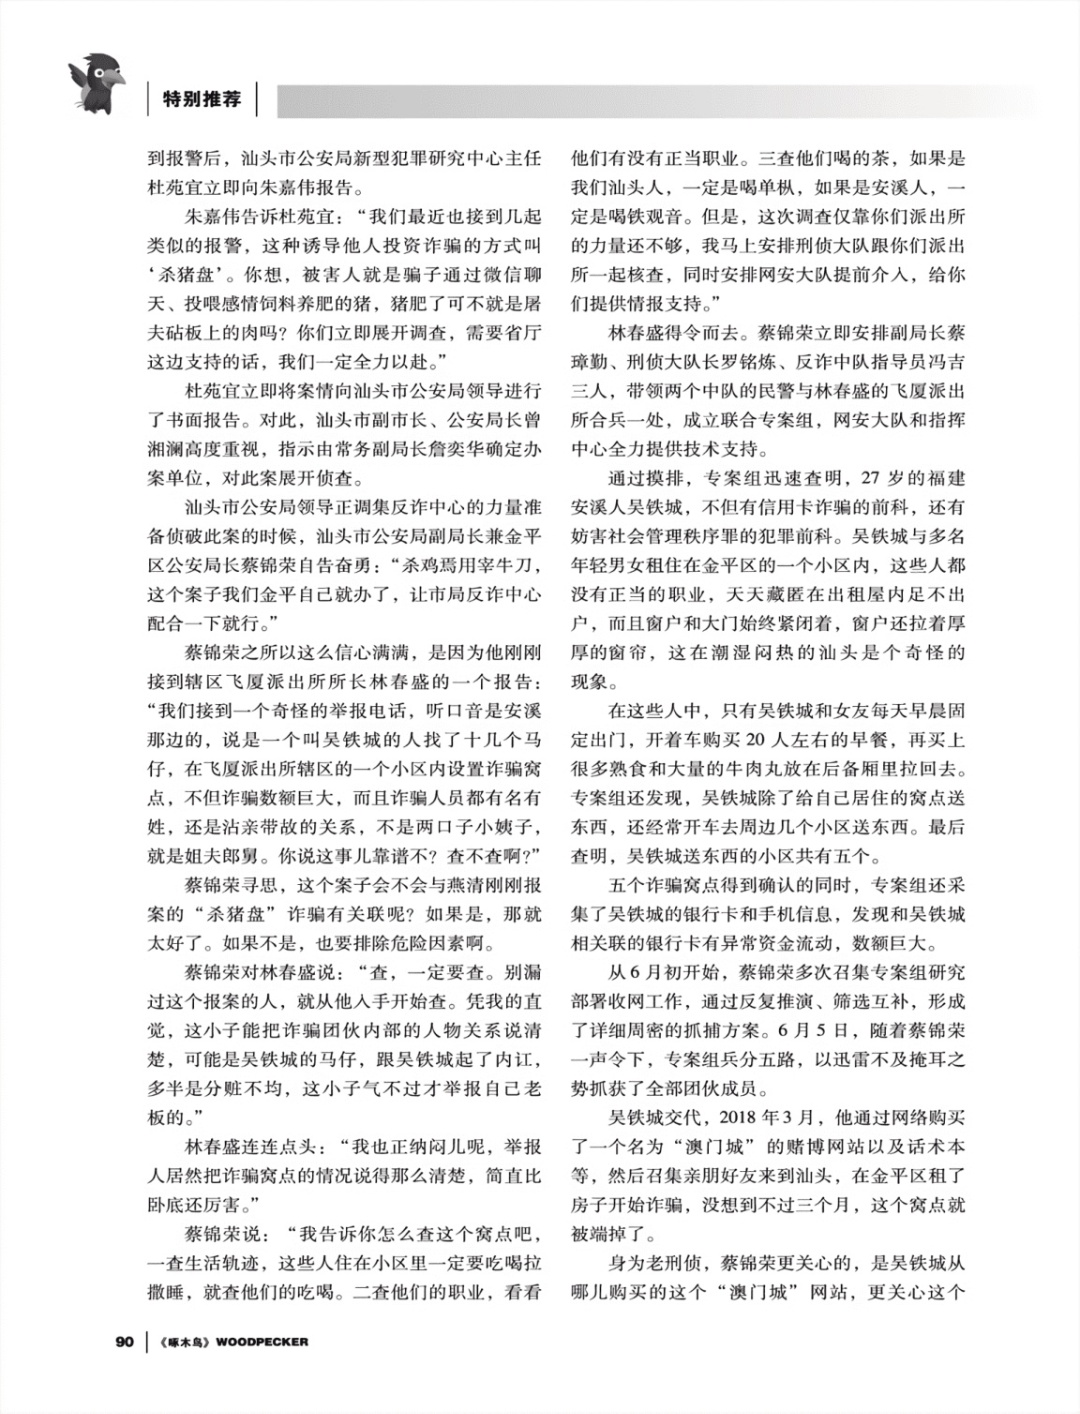 特别推荐
到报警后，汕头市公安局新型犯罪研究中心主任
杜苑宜立即向朱嘉伟报告。
朱嘉伟告诉杜苑宜：“我们最近也接到几起
类似的报警，这种诱导他人投资诈骗的方式叫
‘杀猪盘’。你想，被害人就是骗子通过微信聊
天、投喂感情饲料养肥的猪，猪肥了可不就是屠
夫砧板上的肉吗？你们立即展开调查，需要省厅
这边支持的话，我们一定全力以赴。”
杜苑宜立即将案情向汕头市公安局领导进行
了书面报告。对此，汕头市副市长、公安局长曾
湘澜高度重视，指示由常务副局长詹奕华确定办
案单位，对此案展开侦查。
汕头市公安局领导正调集反诈中心的力量准
备侦破此案的时候，汕头市公安局副局长兼金平
区公安局长蔡锦荣自告奋勇：“杀鸡焉用宰牛刀，
这个案子我们金平自己就办了，让市局反诈中心
配合一下就行。”
蔡锦荣之所以这么信心满满，是因为他刚刚
接到辖区飞厦派出所所长林春盛的一个报告：
“我们接到一个奇怪的举报电话，听口音是安溪
那边的，说是一个叫吴铁城的人找了十几个马
仔，在飞厦派出所辖区的一个小区内设置诈骗窝
点，不但诈骗数额巨大，而且诈骗人员都有名有
姓，还是沾亲带故的关系，不是两口子小姨子，
就是姐夫郎舅。你说这事儿靠谱不？查不查啊？”
蔡锦荣寻思，这个案子会不会与燕清刚刚报
案的“杀猪盘”诈骗有关联呢？如果是，那就
太好了。如果不是，也要排除危险因素啊。
蔡锦荣对林春盛说：“查，一定要查。别漏
过这个报案的人，就从他入手开始查。凭我的直
觉，这小子能把诈骗团伙内部的人物关系说清
楚，可能是吴铁城的马仔，跟吴铁城起了内讧，
多半是分赃不均，这小子气不过才举报自己老
板的。”
林春盛连连点头：“我也正纳闷儿呢，举报
人居然把诈骗窝点的情况说得那么清楚，简直比
卧底还厉害。”
蔡锦荣说：“我告诉你怎么查这个窝点吧，
一查生活轨迹，这些人住在小区里一定要吃喝拉
撒睡，就查他们的吃喝。二查他们的职业，看看
他们有没有正当职业。三查他们喝的茶，如果是
我们汕头人，一定是喝单枞，如果是安溪人，一
定是喝铁观音。但是，这次调查仅靠你们派出所
的力量还不够，我马上安排刑侦大队跟你们派出
所一起核查，同时安排网安大队提前介入，给你
们提供情报支持。”
林春盛得令而去。蔡锦荣立即安排副局长蔡
璋勤、刑侦大队长罗铭炼、反诈中队指导员冯吉
三人，带领两个中队的民警与林春盛的飞厦派出
所合兵一处，成立联合专案组，网安大队和指挥
中心全力提供技术支持。
通过摸排，专案组迅速查明，27 岁的福建
安溪人吴铁城，不但有信用卡诈骗的前科，还有
妨害社会管理秩序罪的犯罪前科。吴铁城与多名
年轻男女租住在金平区的一个小区内，这些人都
没有正当的职业，天天藏匿在出租屋内足不出
户，而且窗户和大门始终紧闭着，窗户还拉着厚
厚的窗帘，这在潮湿闷热的汕头是个奇怪的
现象。
在这些人中，只有吴铁城和女友每天早晨固
定出门，开着车购买 20 人左右的早餐，再买上
很多熟食和大量的牛肉丸放在后备厢里拉回去。
专案组还发现，吴铁城除了给自己居住的窝点送
东西，还经常开车去周边几个小区送东西。最后
查明，吴铁城送东西的小区共有五个。
五个诈骗窝点得到确认的同时，专案组还采
集了吴铁城的银行卡和手机信息，发现和吴铁城
相关联的银行卡有异常资金流动，数额巨大。
从 6 月初开始，蔡锦荣多次召集专案组研究
部署收网工作，通过反复推演、筛选互补，形成
了详细周密的抓捕方案。6 月 5 日，随着蔡锦荣
一声令下，专案组兵分五路，以迅雷不及掩耳之
势抓获了全部团伙成员。
吴铁城交代，2018 年 3 月，他通过网络购买
了一个名为“澳门城”的赌博网站以及话术本
等，然后召集亲朋好友来到汕头，在金平区租了
房子开始诈骗，没想到不过三个月，这个窝点就
被端掉了。
身为老刑侦，蔡锦荣更关心的，是吴铁城从
哪儿购买的这个“澳门城”网站，更关心这个
90 《啄木鸟》WOODPECKER